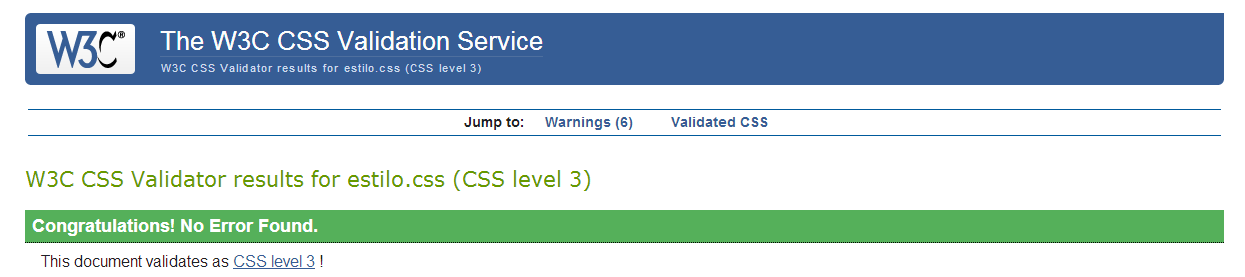 W3C®
The W3C CSS Validation Service
W3C CSS Validator results for estilo.css (CSS level 3)
Jump to: Warnings (6) Validated CSS
W3C CSS Validator results for estilo.css (CSS level 3)
Congratulations! No Error Found.
This document validates as CSS level 3 !